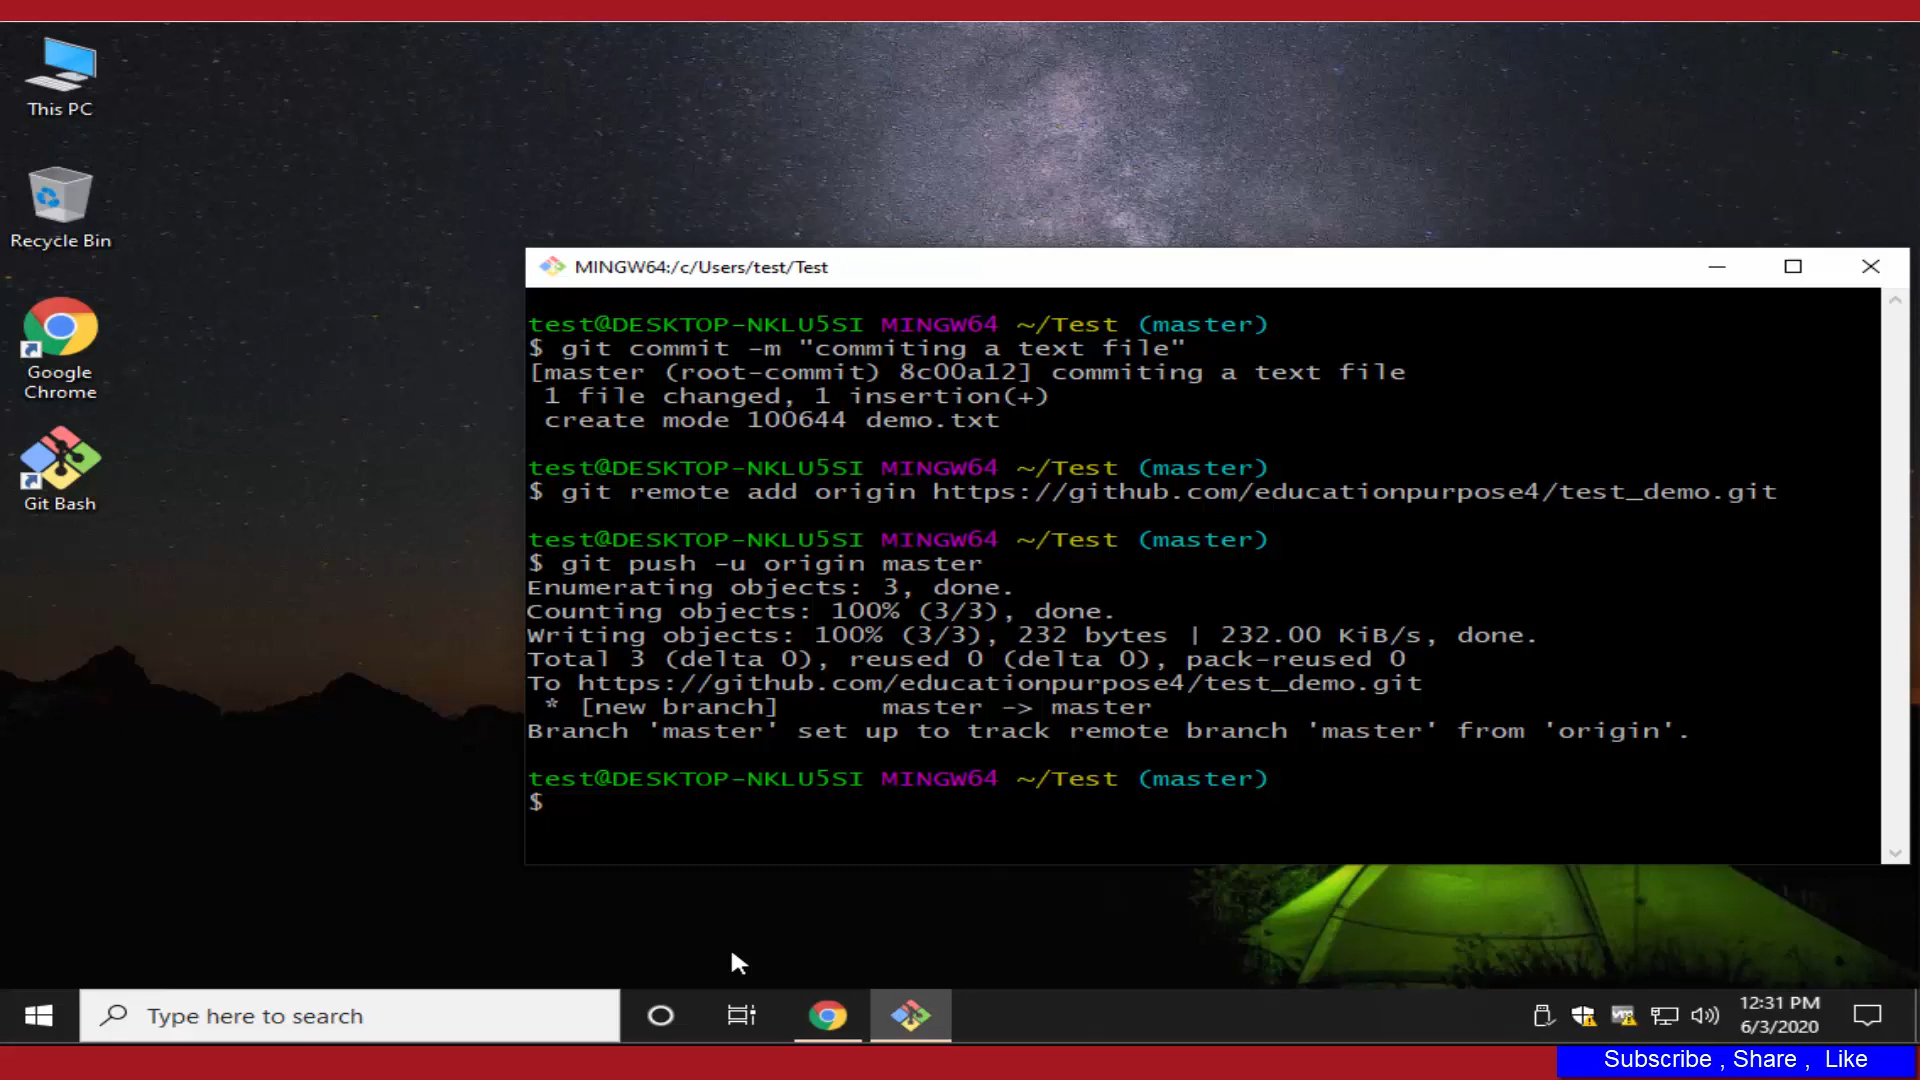 This PC
Recycle Bin
Google
Chrome
Git Bash
MINGW64:/c/Users/test/Test
test@DESKTOP-NKLU5SI MINGW64 ~/Test (master)
$ git commit -m "commiting a text file"
[master (root-commit) 8c00a12] commiting a text file
1 file changed, 1 insertion(+)
create mode 100644 demo.txt
test@DESKTOP-NKLU5SI MINGW64 ~/Test (master)
$ git remote add origin https://github.com/educationpurpose4/test_demo.git
test@DESKTOP-NKLU5SI MINGW64 ~/Test (master)
$ git push -u origin master
Enumerating objects: 3, done.
Counting objects: 100% (3/3), done.
Writing objects: 100% (3/3), 232 bytes | 232.00 KiB/s, done.
Total 3 (delta 0), reused 0 (delta 0), pack-reused 0
To https://github.com/educationpurpose4/test_demo.git
* [new branch]      master -> master
Branch 'master' set up to track remote branch 'master' from 'origin'.
test@DESKTOP-NKLU5SI MINGW64 ~/Test (master)
$
Type here to search
12:31 PM
6/3/2020
Subscribe , Share ,  Like